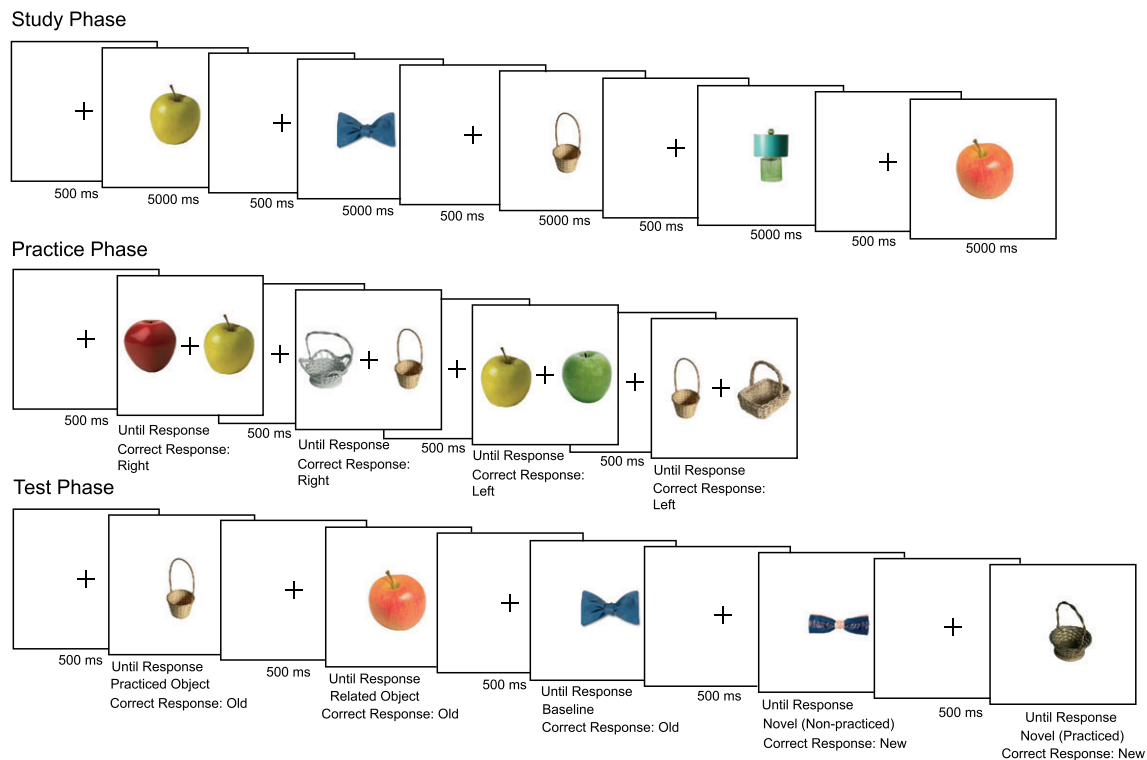 Study Phase
500 ms
5000 ms
500 ms
5000 ms
500 ms
5000 ms
500 ms
5000 ms
500 ms
5000 ms
Practice Phase
500 ms
Until Response
Correct Response:
Right
500 ms
Until Response
Correct Response:
Right
500 ms
Until Response
Correct Response:
Left
500 ms
Until Response
Correct Response:
Left
Test Phase
500 ms
Until Response
Practiced Object
Correct Response: Old
500 ms
Until Response
Related Object
Correct Response: Old
500 ms
Until Response
Baseline
Correct Response: Old
500 ms
Until Response
Novel (Non-practiced)
Correct Response: New
500 ms
Until Response
Novel (Practiced)
Correct Response: New